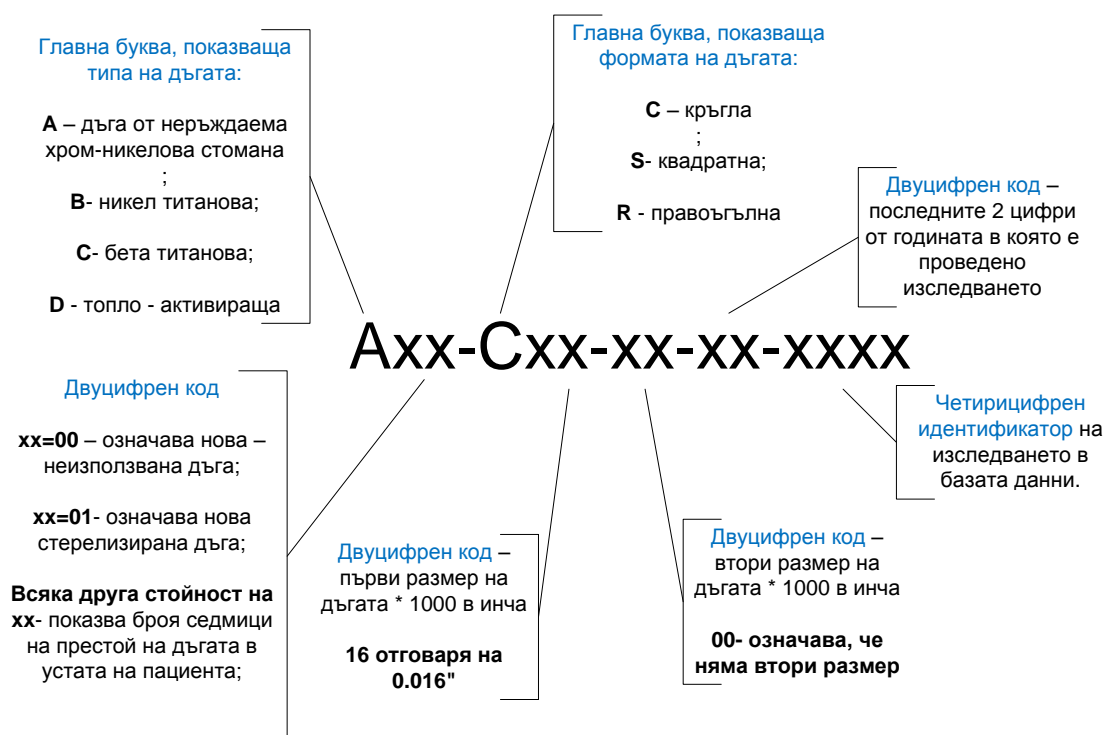 Главна буква, показваща
типа на дъгата:
А – дъга от неръждаема
хром-никелова стомана
;
B- никел титанова;
C- бета титанова;
D - топло - активираща
Главна буква, показваща
формата на дъгата:
C – кръгла
;
S- квадратна;
R - правоъгълна
Двуцифрен код –
последните 2 цифри
от годината в която е
проведено
изследването
Axx-Cxx-xx-xx-xxxx
Двуцифрен код
xx=00 – означава нова –
неизползвана дъга;
xx=01- означава нова
стерелизирана дъга;
Всяка друга стойност на
xx- показва броя седмици
на престой на дъгата в
устата на пациента;
Двуцифрен код –
първи размер на
дъгата * 1000 в инча
16 отговаря на
0.016"
Двуцифрен код –
втори размер на
дъгата * 1000 в инча
00- означава, че
няма втори размер
Четирицифрен
идентификатор на
изследването в
базата данни.